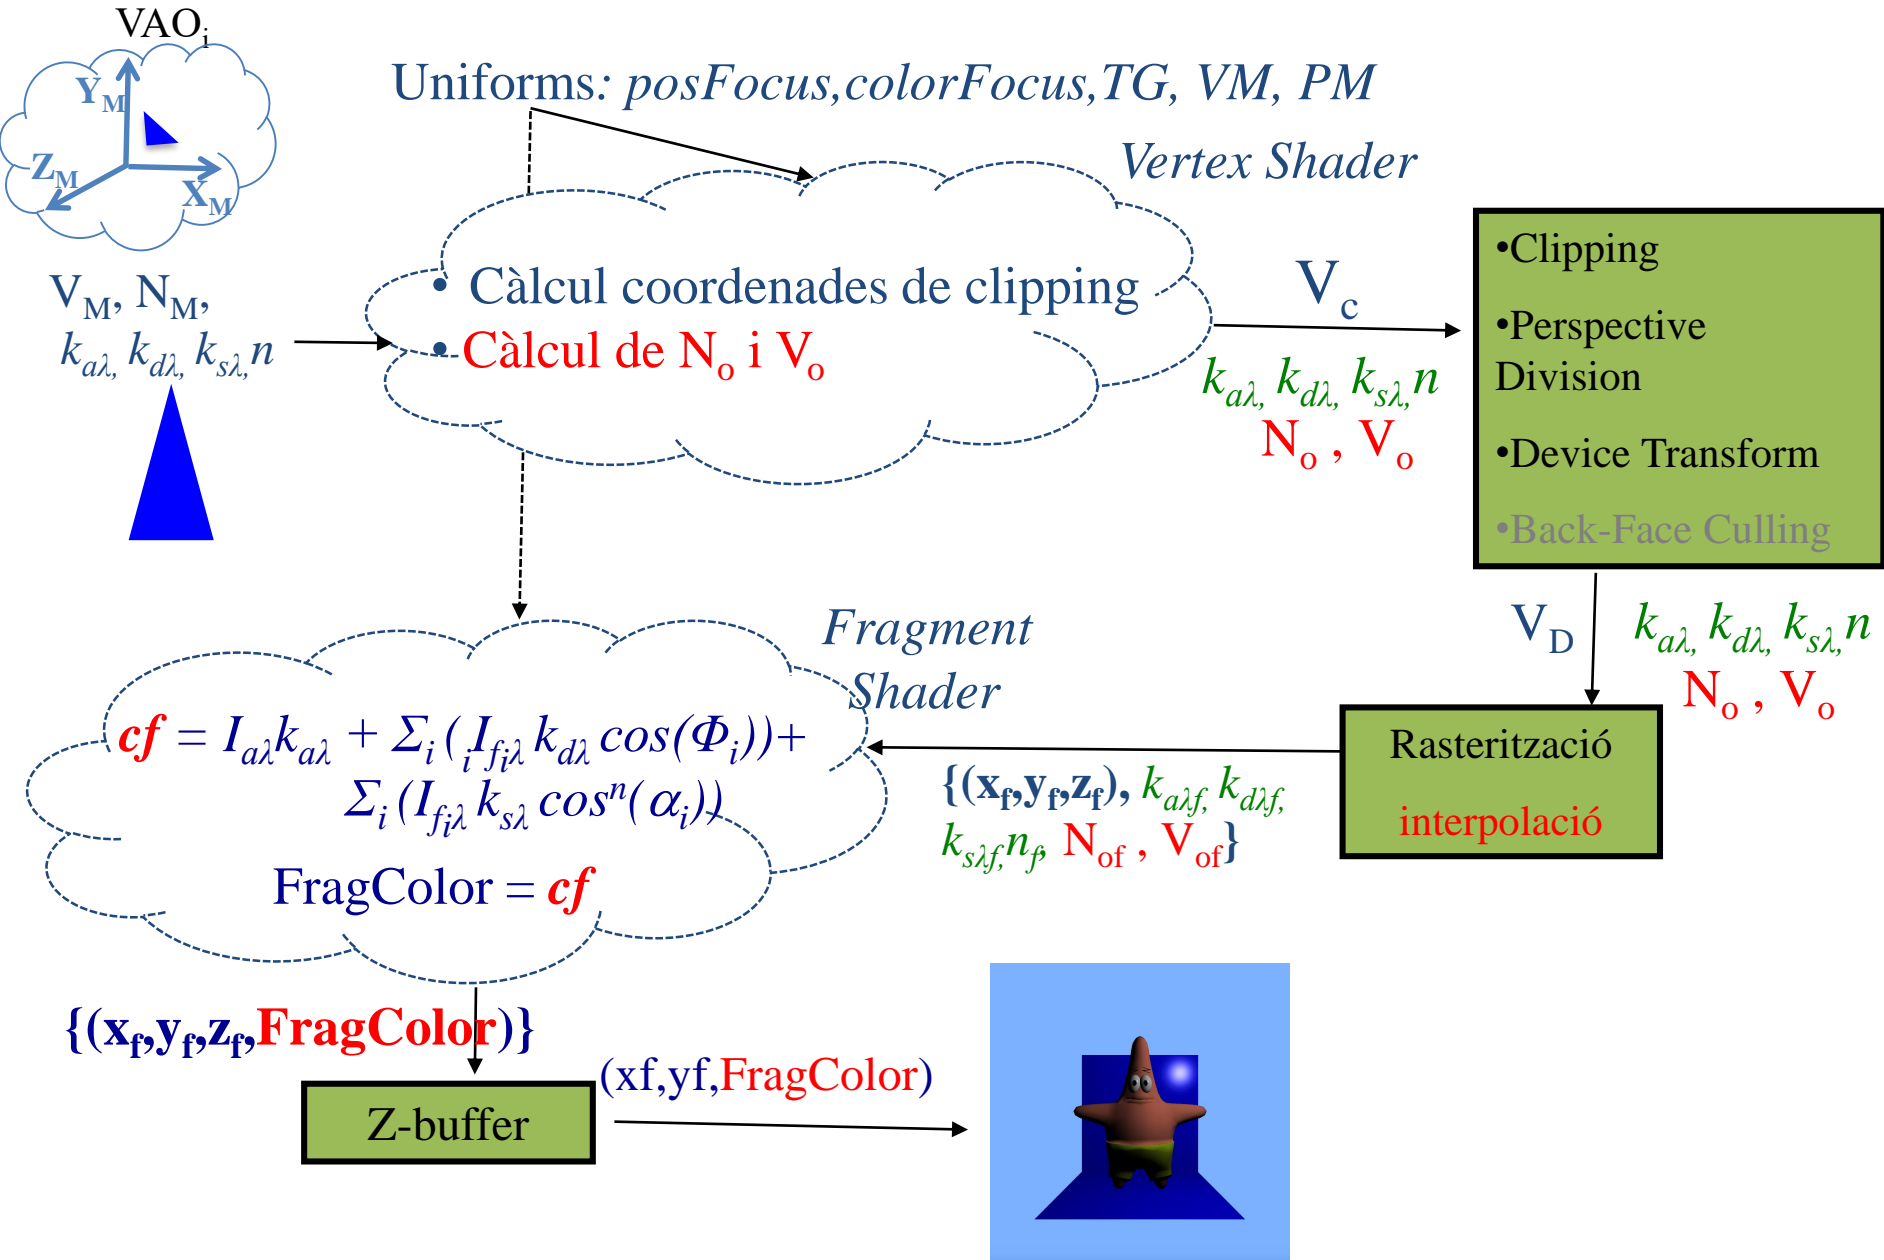 VAOi
YM
ZM
XM
Uniforms: posFocus,colorFocus,TG, VM, PM
Vertex Shader
VM, NM,
kaλ, kdλ, ksλ,n
• Càlcul coordenades de clipping
• Càlcul de No i Vo
Vc
kaλ, kdλ, ksλ,n
No , Vo
•Clipping
•Perspective
Division
•Device Transform
•Back-Face Culling
VD
kaλ, kdλ, ksλ,n
No , Vo
Rasterització
interpolació
{(xf,yf,zf), kaλf, kdλf,
ksλf,nf, Nof , Vof}
Fragment
Shader
cf = Iaλkaλ + Σi (iIfiλ kdλ cos(Φi))+
Σi (Ifiλ ksλ cosn(αi))
FragColor = cf
{(xf,yf,zf,FragColor)}
Z-buffer
(xf,yf,FragColor)